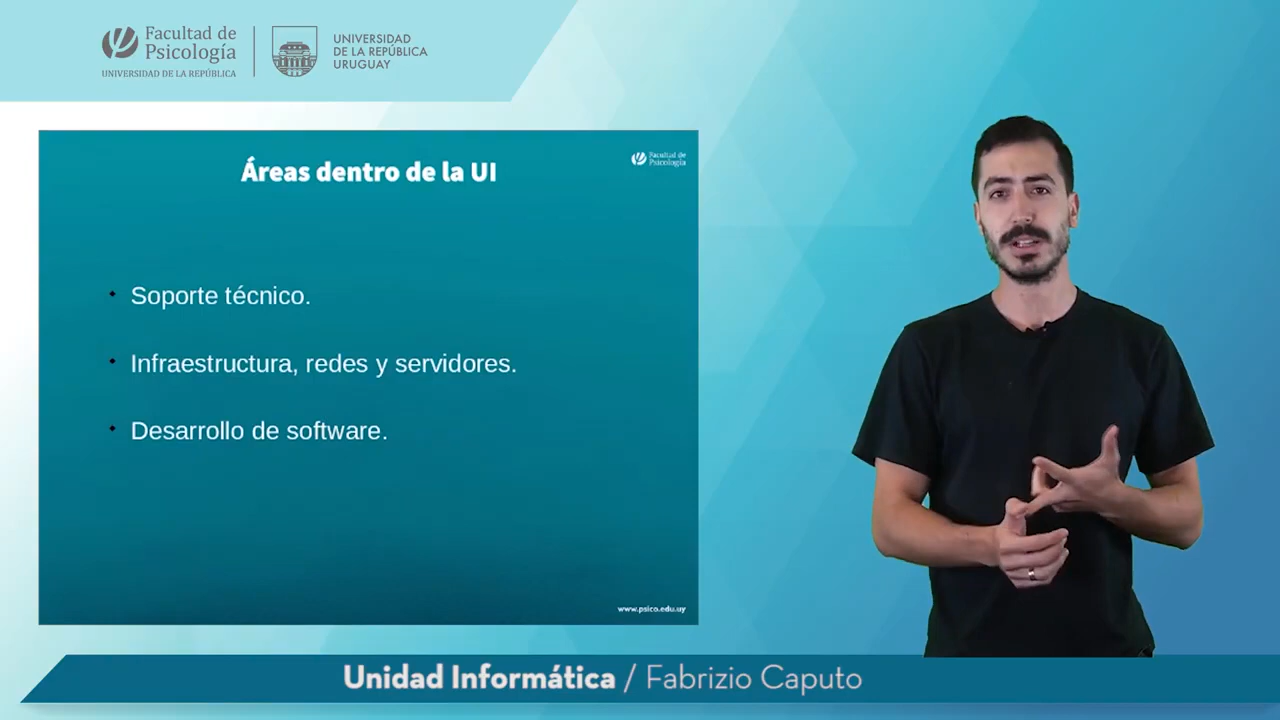 Facultad de
Psicología
UNIVERSIDAD DE LA REPÚBLICA
UNIVERSIDAD
DE LA REPÚBLICA
URUGUAY
Áreas dentro de la UI
Facultad de
Psicología
Soporte técnico.
Infraestructura, redes y servidores.
Desarrollo de software.
www.psico.edu.uy
Unidad Informática / Fabrizio Caputo